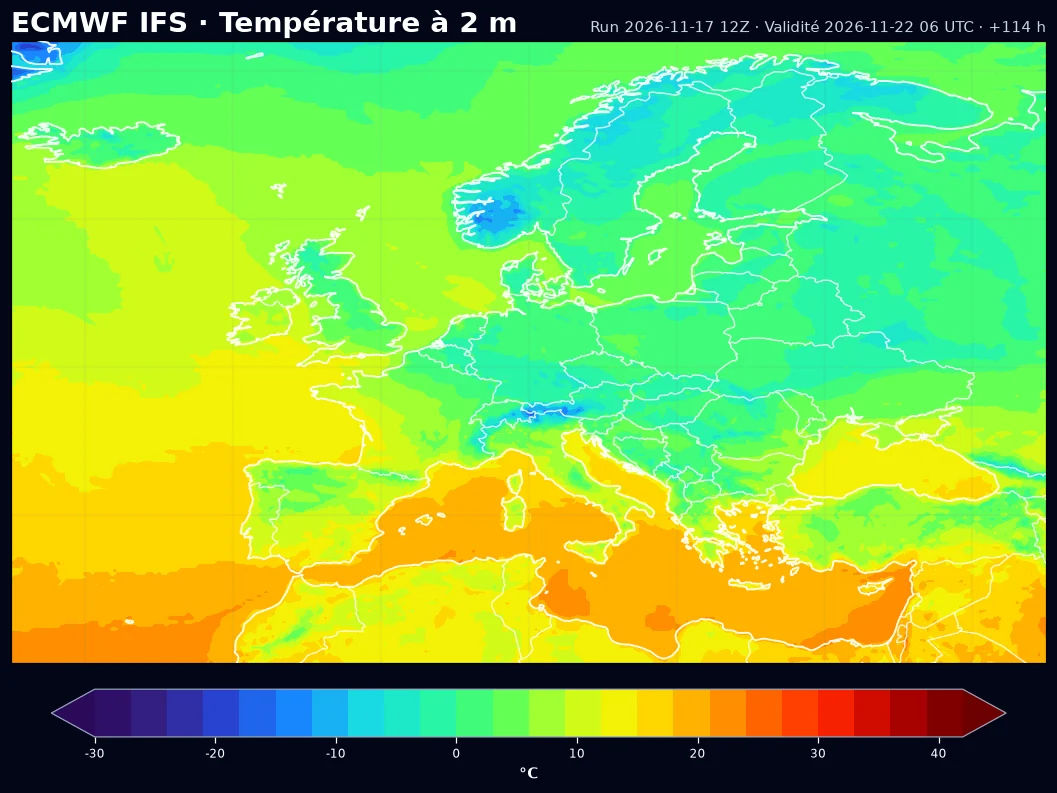 ECMWF IFS · Température à 2 m
Run 2026-11-17 12Z · Validité 2026-11-22 06 UTC · +114 h
-30 -20 -10 0 10 20 30 40
°C